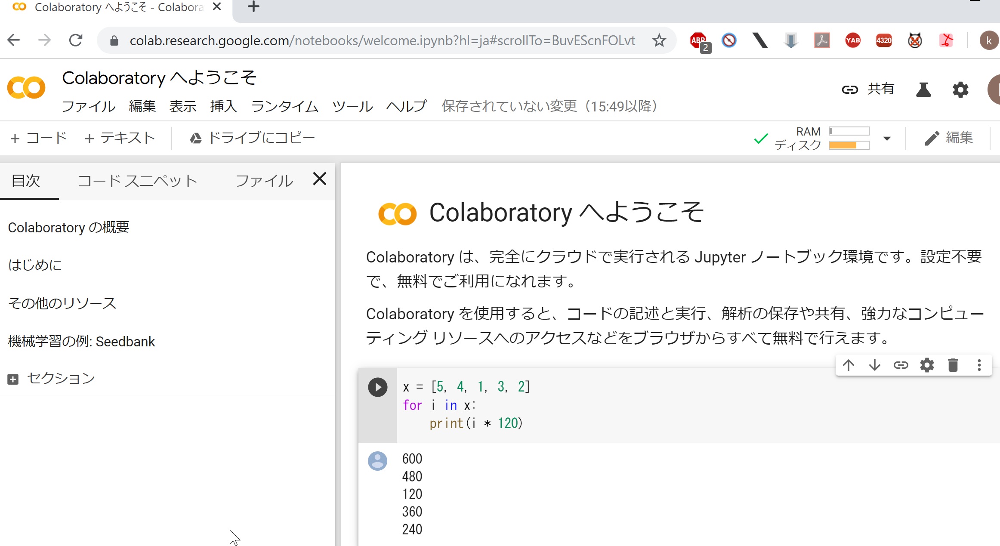 Colaboratory へようこそ - Colabora
colab.research.google.com/notebooks/welcome.ipynb?hl=ja#scrollTo=BuvEScnFOLvt
ABP
2
YAB
4320
k
Colaboratory へようこそ
共有
ファイル 編集 表示 挿入 ランタイム ツール ヘルプ 保存されていない変更（15:49以降）
+ コード + テキスト ドライブにコピー
RAM
ディスク
編集
目次 コード スニペット ファイル
Colaboratory の概要
はじめに
その他のリソース
機械学習の例: Seedbank
セクション
Colaboratory へようこそ
Colaboratory は、完全にクラウドで実行される Jupyter ノートブック環境です。設定不要
で、無料でご利用になれます。
Colaboratory を使用すると、コードの記述と実行、解析の保存や共有、強力なコンピュー
ティング リソースへのアクセスなどをブラウザからすべて無料で行えます。
x = [5, 4, 1, 3, 2]
for i in x:
    print(i * 120)
600
480
120
360
240